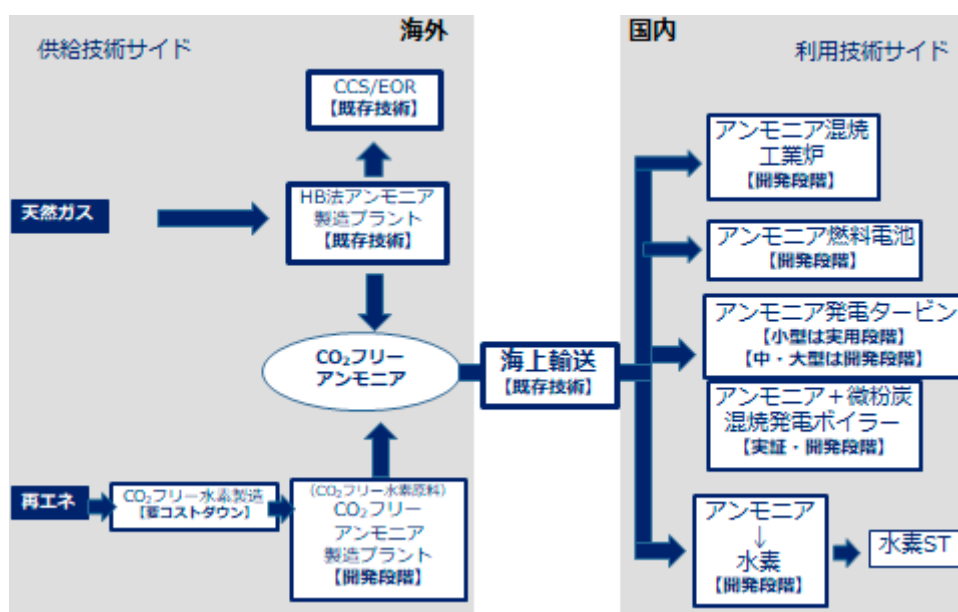 海外
供給技術サイド
CCS/EOR
【既存技術】
天然ガス
HB法アンモニア
製造プラント
【既存技術】
CO₂フリー
アンモニア
再エネ
CO₂フリー水素製造
【要コストダウン】
(CO₂フリー水素原料)
CO₂フリー
アンモニア
製造プラント
【開発段階】
海上輸送
【既存技術】
国内
利用技術サイド
アンモニア混焼
工業炉
【開発段階】
アンモニア燃料電池
【開発段階】
アンモニア発電タービン
【小型は実用段階】
【中・大型は開発段階】
アンモニア+微粉炭
混焼発電ボイラー
【実証・開発段階】
アンモニア
↓
水素
【開発段階】
水素ST